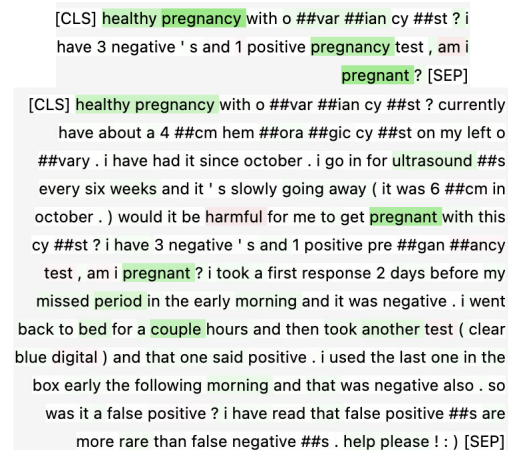 [CLS] healthy pregnancy with o ##var ##ian cy ##st ? i
have 3 negative ' s and 1 positive pregnancy test , am i
pregnant ? [SEP]
[CLS] healthy pregnancy with o ##var ##ian cy ##st ? currently
have about a 4 ##cm hem ##ora ##gic cy ##st on my left o
##vary . i have had it since october . i go in for ultrasound ##s
every six weeks and it ' s slowly going away ( it was 6 ##cm in
october . ) would it be harmful for me to get pregnant with this
cy ##st ? i have 3 negative ' s and 1 positive pre ##gan ##ancy
test , am i pregnant ? i took a first response 2 days before my
missed period in the early morning and it was negative . i went
back to bed for a couple hours and then took another test ( clear
blue digital ) and that one said positive . i used the last one in the
box early the following morning and that was negative also . so
was it a false positive ? i have read that false positive ##s are
more rare than false negative ##s . help please ! : ) [SEP]